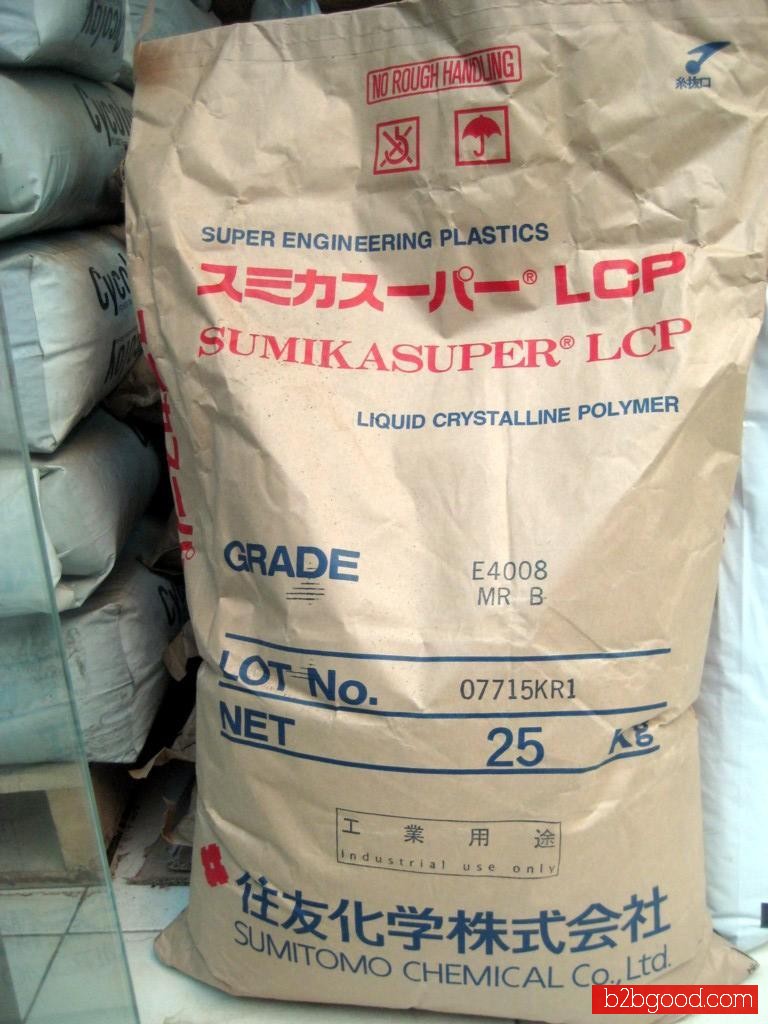 NO ROUGH HANDLING
糸抜口
SUPER ENGINEERING PLASTICS
スミカスーパー® LCP
SUMIKASUPER® LCP
LIQUID CRYSTALLINE POLYMER
GRADE E4008
MR B
LOT No. 07715KR1
NET 25 Kg
工業用途
industrial use only
住友化学株式会社
SUMITOMO CHEMICAL Co., Ltd.
b2bgood.com